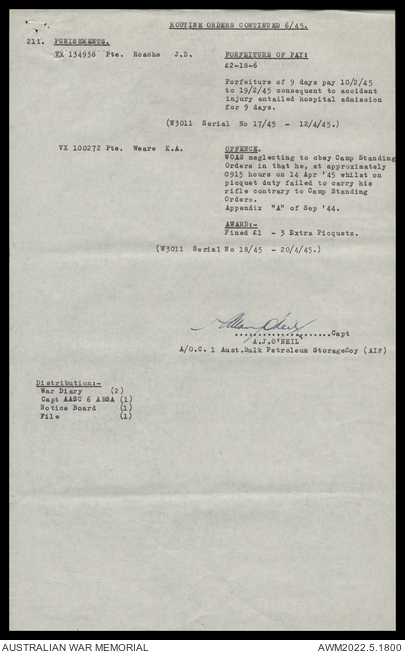 ROUTINE ORDERS CONTINUED 6/45.
211. PUNISHMENTS.
VX 134938 Pte. Roache J.D. FORFEITURE OF PAY:
£2-18-6
Forfeiture of 9 days pay 10/2/45
to 19/2/45 consequent to accident
injury entailed hospital admission
for 9 days.
(W3011 Serial No 17/45 - 12/4/45.)
VX 100272 Pte. Weare K.A. OFFENCE.
WOAS neglecting to obey Camp Standing
Orders in that he, at approximately
0915 hours on 14 Apr '45 whilst on
picquet duty failed to carry his
rifle contrary to Camp Standing
Orders.
Appendix "A" of Sep '44.
AWARD:-
Fined £1 - 3 Extra Picquets.
(W3011 Serial No 18/45 - 20/4/45.)
Allan O'Neil
....................Capt
A.J.O'NEIL
A/O.C. 1 Aust.Bulk Petroleum StorageCoy (AIF)
Distribution:-
War Diary (2)
Capt AASC 6 ABSA (1)
Notice Board (1)
File (1)
AUSTRALIAN WAR MEMORIAL
AWM2022.5.1800